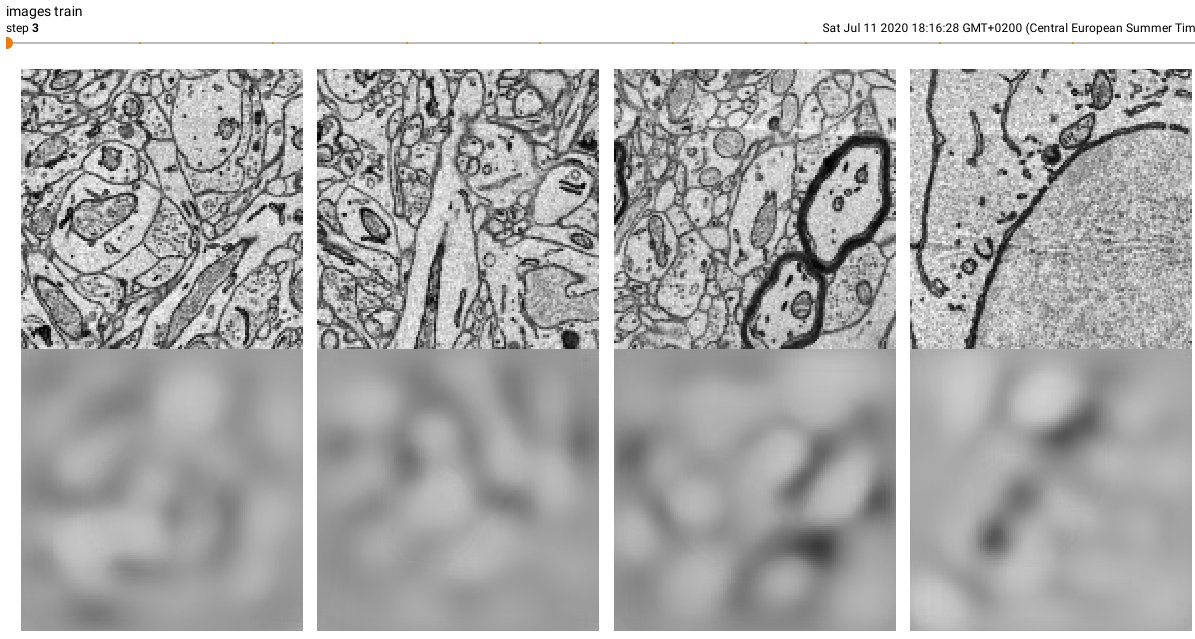 images train
step 3
Sat Jul 11 2020 18:16:28 GMT+0200 (Central European Summer Tim